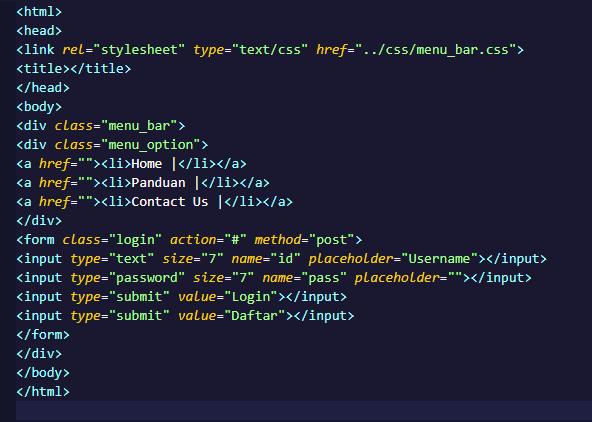 <html>
<head>
<link rel="stylesheet" type="text/css" href="../css/menu_bar.css">
<title></title>
</head>
<body>
<div class="menu_bar">
<div class="menu_option">
<a href=""><li>Home |</li></a>
<a href=""><li>Panduan |</li></a>
<a href=""><li>Contact Us |</li></a>
</div>
<form class="login" action="#" method="post">
<input type="text" size="7" name="id" placeholder="Username"></input>
<input type="password" size="7" name="pass" placeholder=""></input>
<input type="submit" value="Login"></input>
<input type="submit" value="Daftar"></input>
</form>
</div>
</body>
</html>